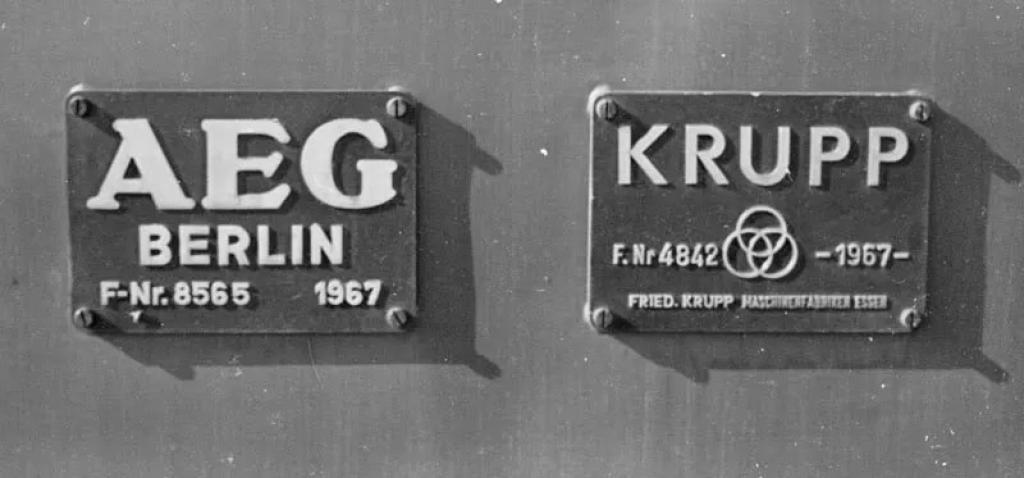 AEG
BERLIN
F-Nr. 8565 1967
KRUPP
F. Nr 4842 -1967-
FRIED. KRUPP MASCHINENFABRIKEN ESSEN